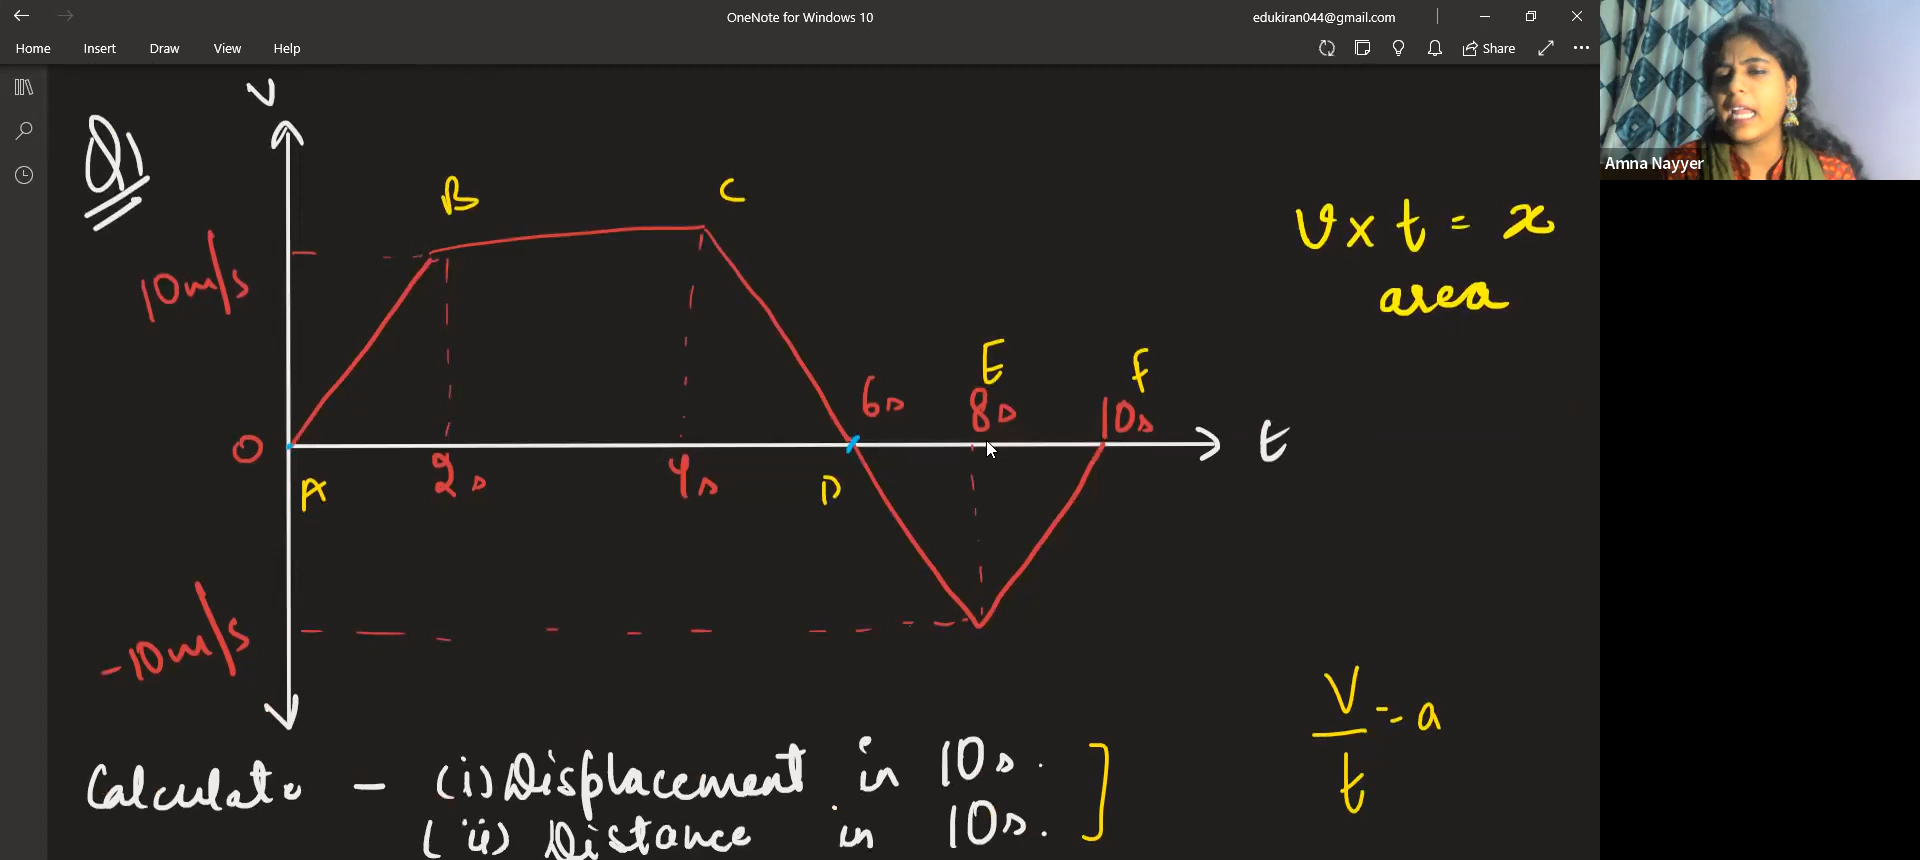 OneNote for Windows 10
edukiran044@gmail.com
Home Insert Draw View Help
Share
Amna Nayyer
Q1
v
B
C
10m/s
v x t = x
area
E
F
6s
8s
10s
0
t
A
2s
4s
D
-10m/s
V/t = a
Calculate - (i) Displacement in 10s.
(ii) Distance in 10s.